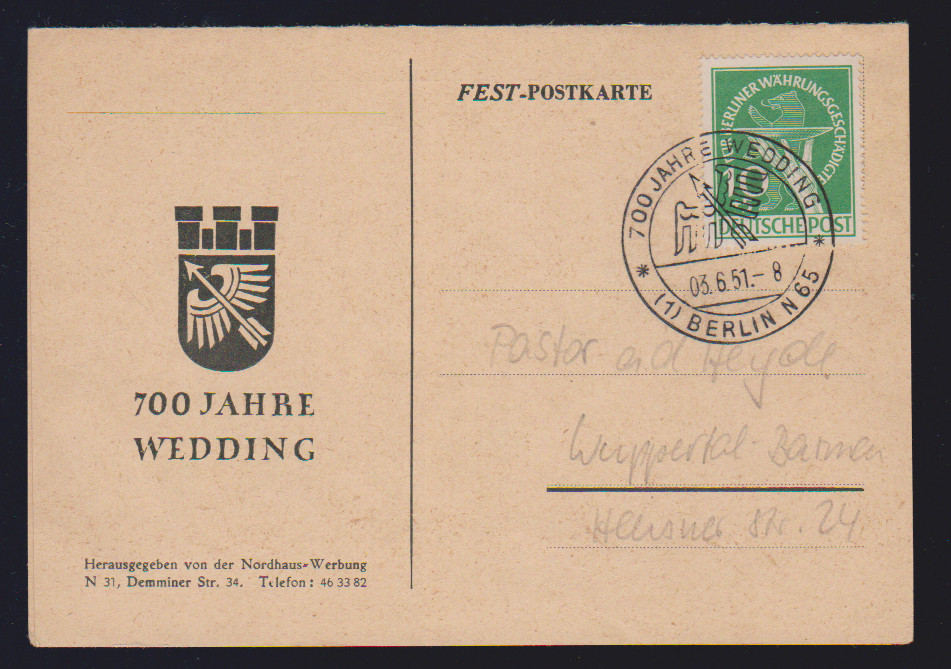 700 JAHRE
WEDDING
Herausgegeben von der Nordhaus-Werbung
N 31, Demminer Str. 34. Telefon: 46 33 82
FEST-POSTKARTE
FÜR BERLINER WÄHRUNGSGESCHÄDIGTE
10
DEUTSCHE POST
700 JAHRE WEDDING
03.6.51.-8
* (1) BERLIN N 65 *
Pastor a d Heyde
Wuppertal-Barmen
Str. 24